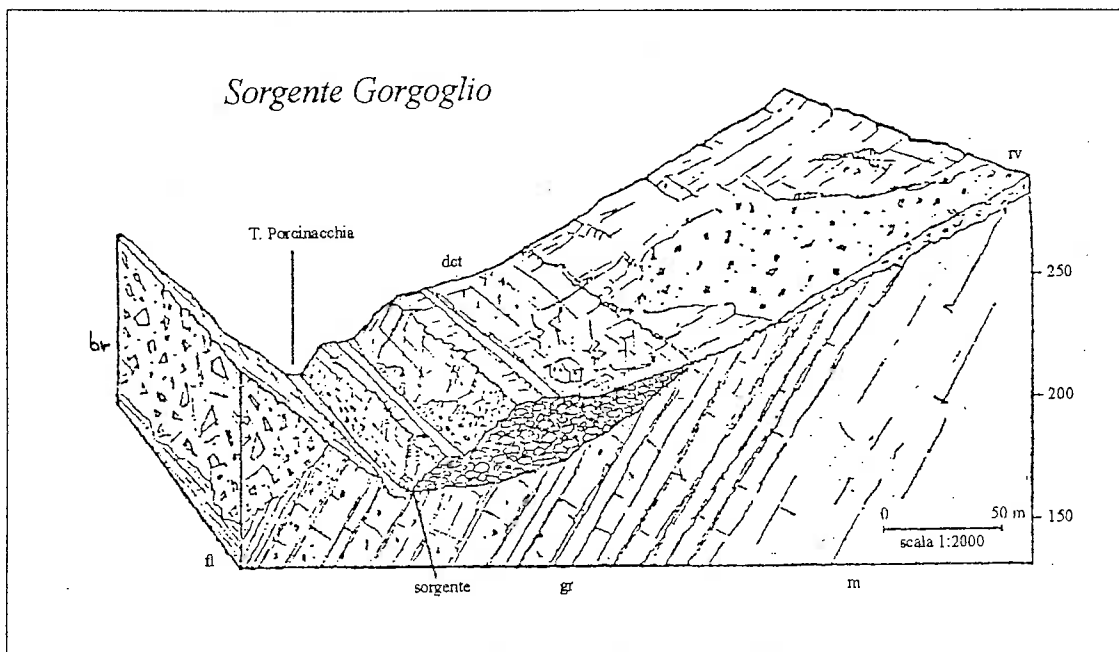 Sorgente Gorgoglio
rv
T. Porcinacchia
dct
250
br
200
0 50 m
scala 1:2000
150
fl
sorgente
gr
m